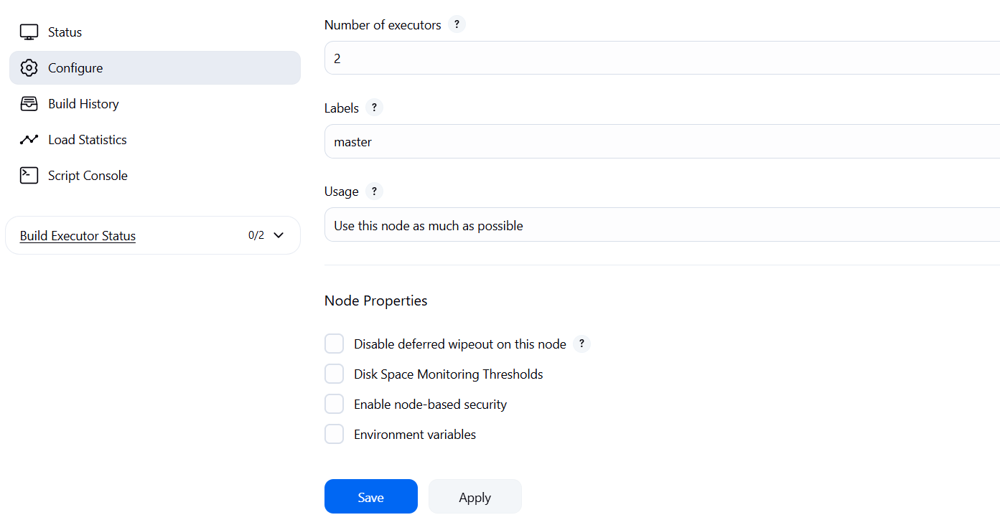 Status
Configure
Build History
Load Statistics
Script Console
Build Executor Status 0/2
Number of executors ?
2
Labels ?
master
Usage ?
Use this node as much as possible
Node Properties
Disable deferred wipeout on this node ?
Disk Space Monitoring Thresholds
Enable node-based security
Environment variables
Save Apply